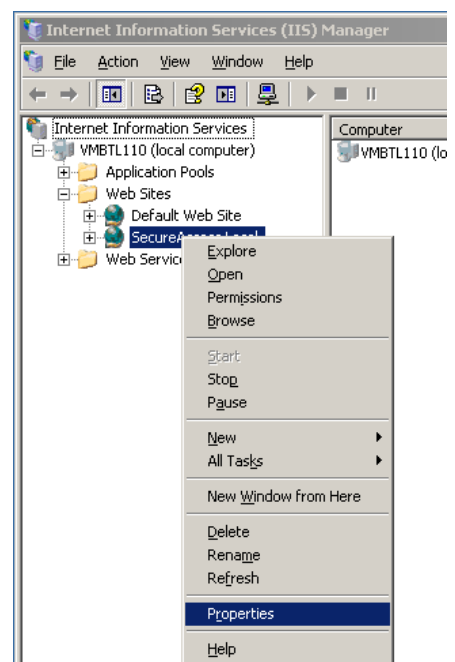 Internet Information Services (IIS) Manager
File Action View Window Help
Internet Information Services
VMBTL110 (local computer)
Application Pools
Web Sites
Default Web Site
Web Servic
Computer
VMBTL110 (lo
Explore
Open
Permissions
Browse
Start
Stop
Pause
New
All Tasks
New Window from Here
Delete
Rename
Refresh
Properties
Help